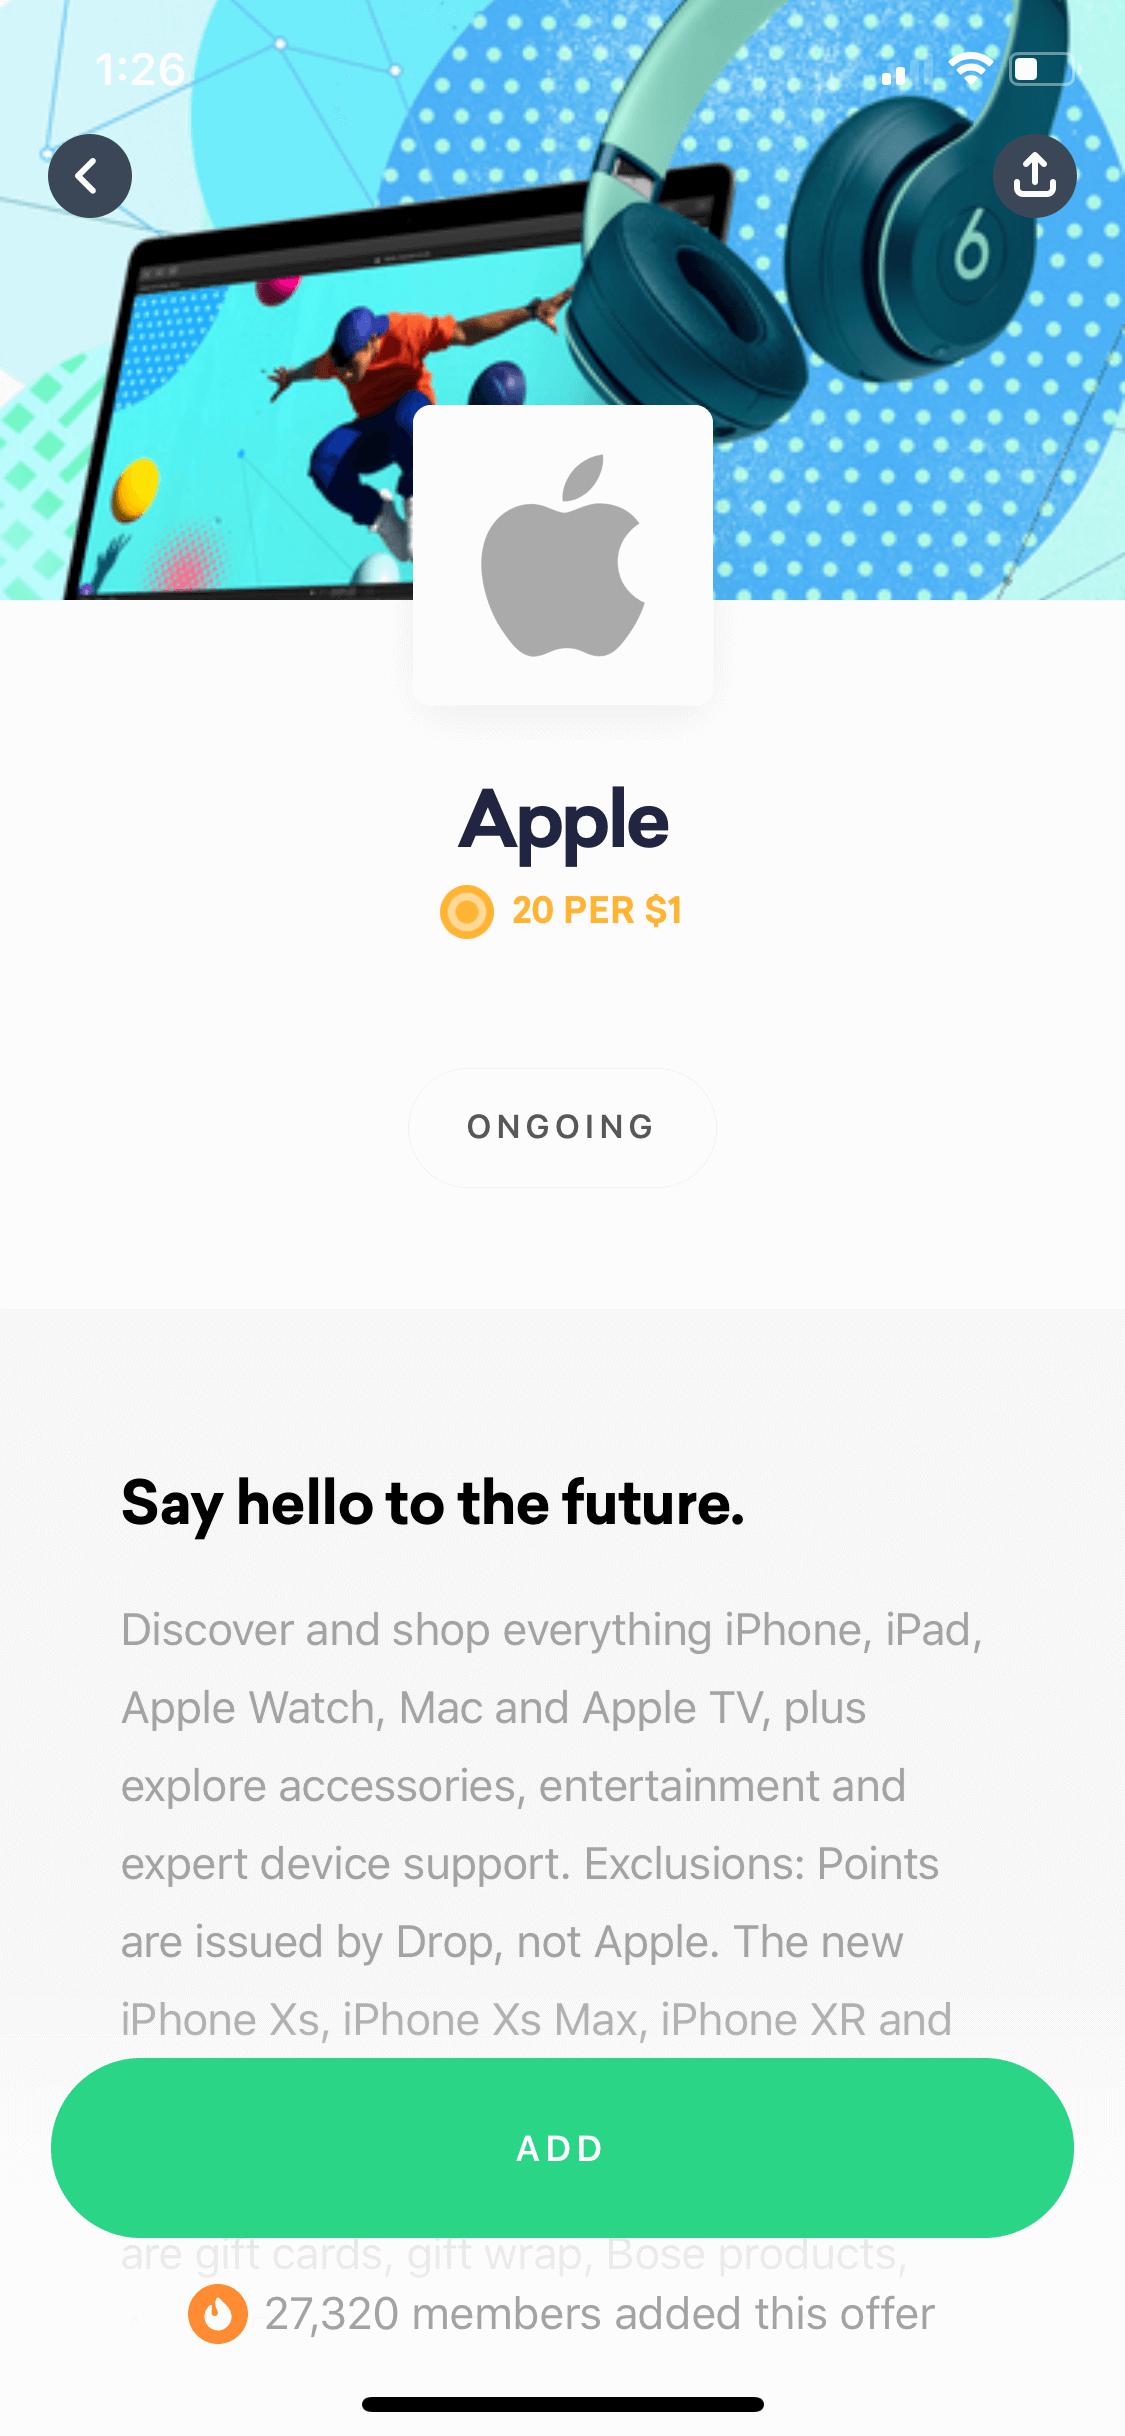 1:26
Apple
20 PER $1
ONGOING
Say hello to the future.
Discover and shop everything iPhone, iPad,
Apple Watch, Mac and Apple TV, plus
explore accessories, entertainment and
expert device support. Exclusions: Points
are issued by Drop, not Apple. The new
iPhone Xs, iPhone Xs Max, iPhone XR and
ADD
are gift cards, gift wrap, Bose products,
27,320 members added this offer